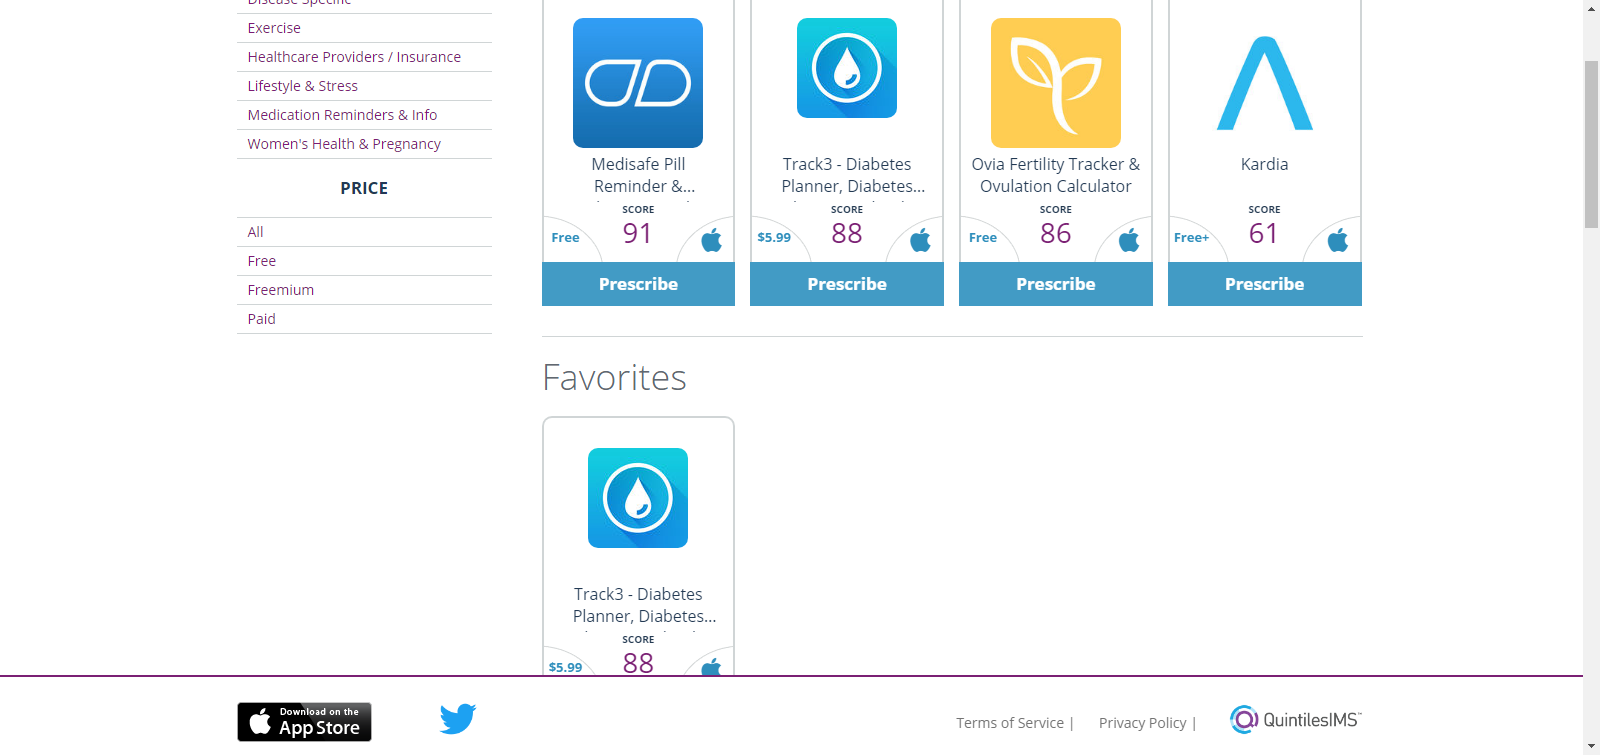 Disease Specific
Exercise
Healthcare Providers / Insurance
Lifestyle & Stress
Medication Reminders & Info
Women's Health & Pregnancy
PRICE
All
Free
Freemium
Paid
Medisafe Pill
Reminder &...
SCORE
Free
91
Prescribe
Track3 - Diabetes
Planner, Diabetes...
SCORE
$5.99
88
Prescribe
Ovia Fertility Tracker &
Ovulation Calculator
SCORE
Free
86
Prescribe
Kardia
SCORE
Free+
61
Prescribe
Favorites
Track3 - Diabetes
Planner, Diabetes...
SCORE
$5.99
88
Download on the
App Store
Terms of Service |
Privacy Policy |
QuintilesIMS™